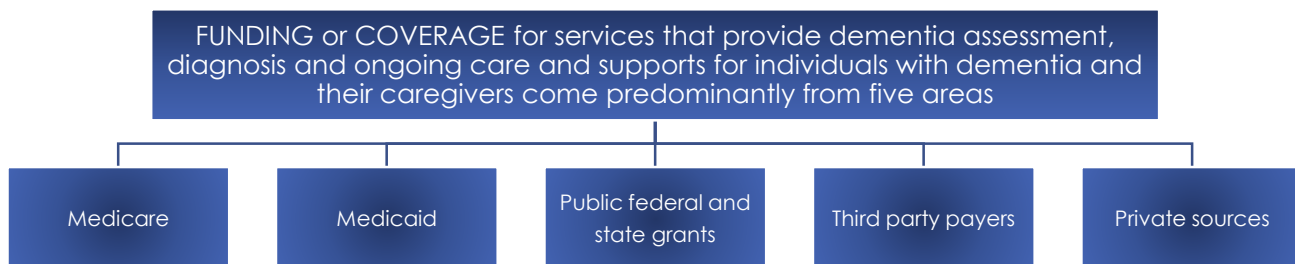 FUNDING or COVERAGE for services that provide dementia assessment,
diagnosis and ongoing care and supports for individuals with dementia and
their caregivers come predominantly from five areas
Medicare
Medicaid
Public federal and
state grants
Third party payers
Private sources